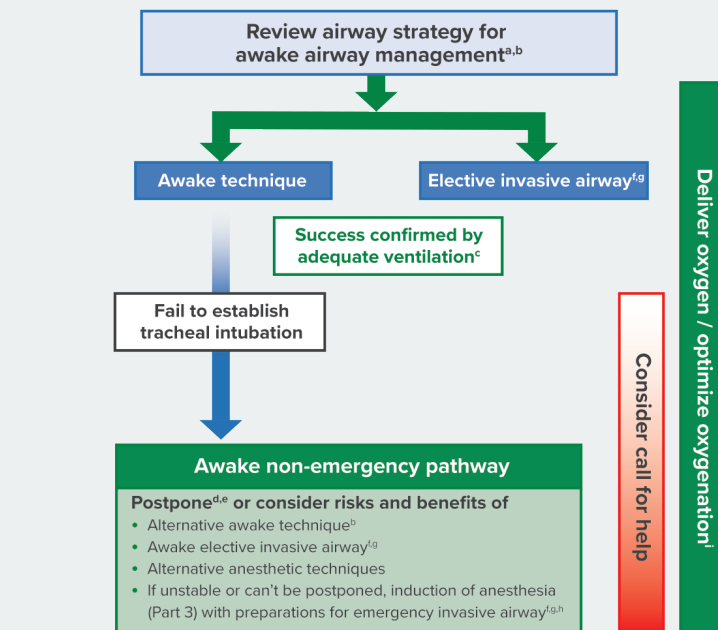 Review airway strategy for
awake airway managementᵃ,ᵇ
Awake technique
Elective invasive airwayᶠ,ᵍ
Success confirmed by
adequate ventilationᶜ
Fail to establish
tracheal intubation
Awake non-emergency pathway
Postponeᵈ,ᵉ or consider risks and benefits of
• Alternative awake techniqueᵇ
• Awake elective invasive airwayᶠ,ᵍ
• Alternative anesthetic techniques
• If unstable or can’t be postponed, induction of anesthesia
(Part 3) with preparations for emergency invasive airwayᶠ,ᵍ,ʰ
Consider call for help
Deliver oxygen / optimize oxygenationⁱ